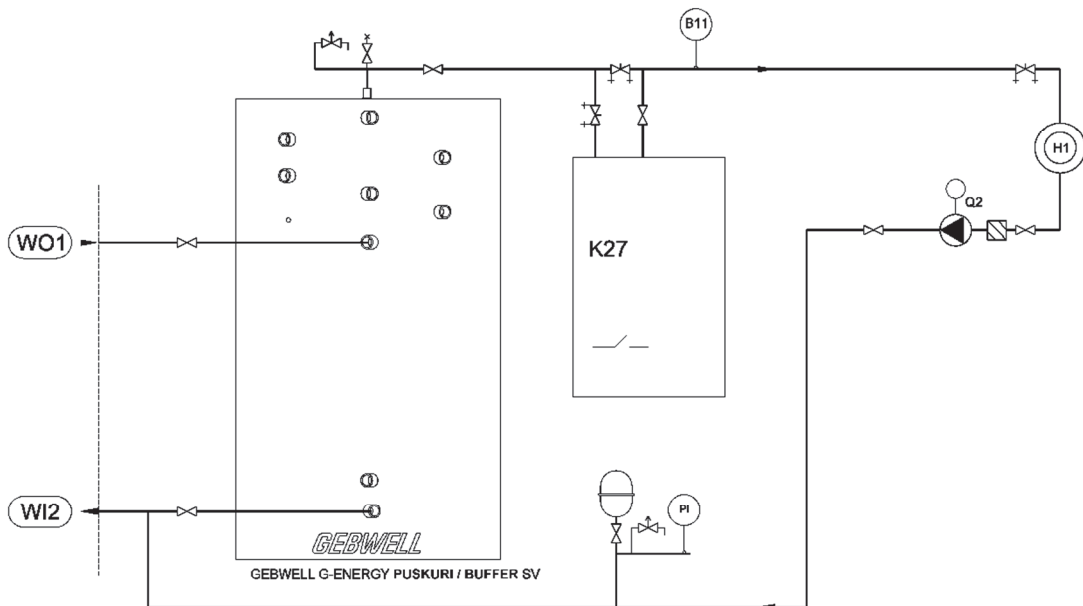 B11
H1
Q2
WO1
K27
WI2
PI
GEBWELL
GEBWELL G-ENERGY PUSKURI / BUFFER SV